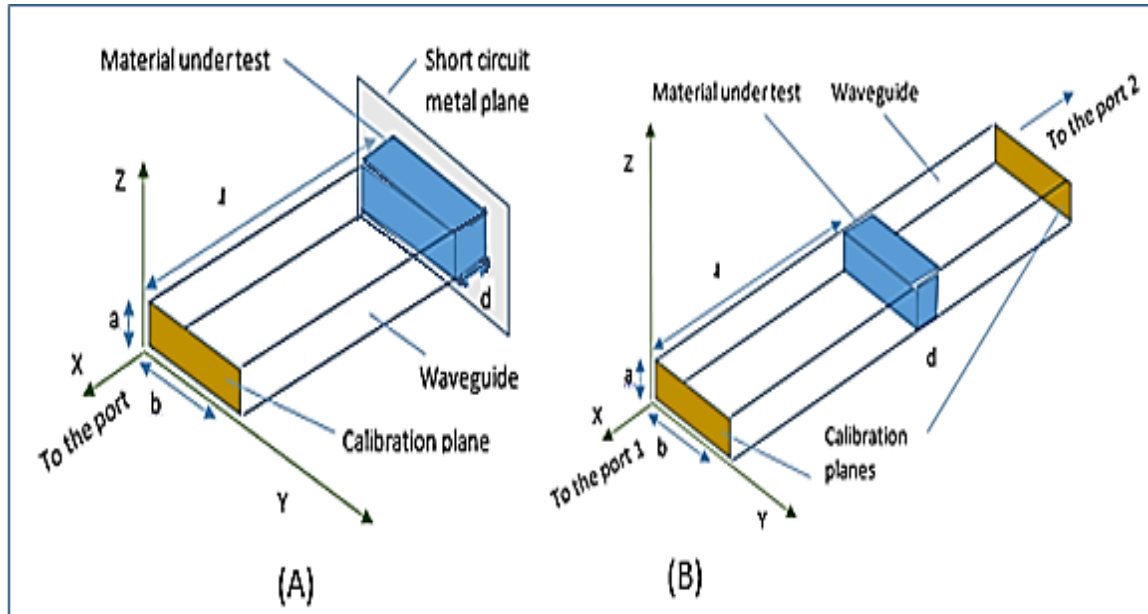 Material under test
Short circuit
metal plane
Z
a
X
b
To the port
Y
d
Waveguide
Calibration plane
(A)
Material under test
Waveguide
To the port 2
Z
a
X
b
To the port 1
Y
d
Calibration
planes
(B)